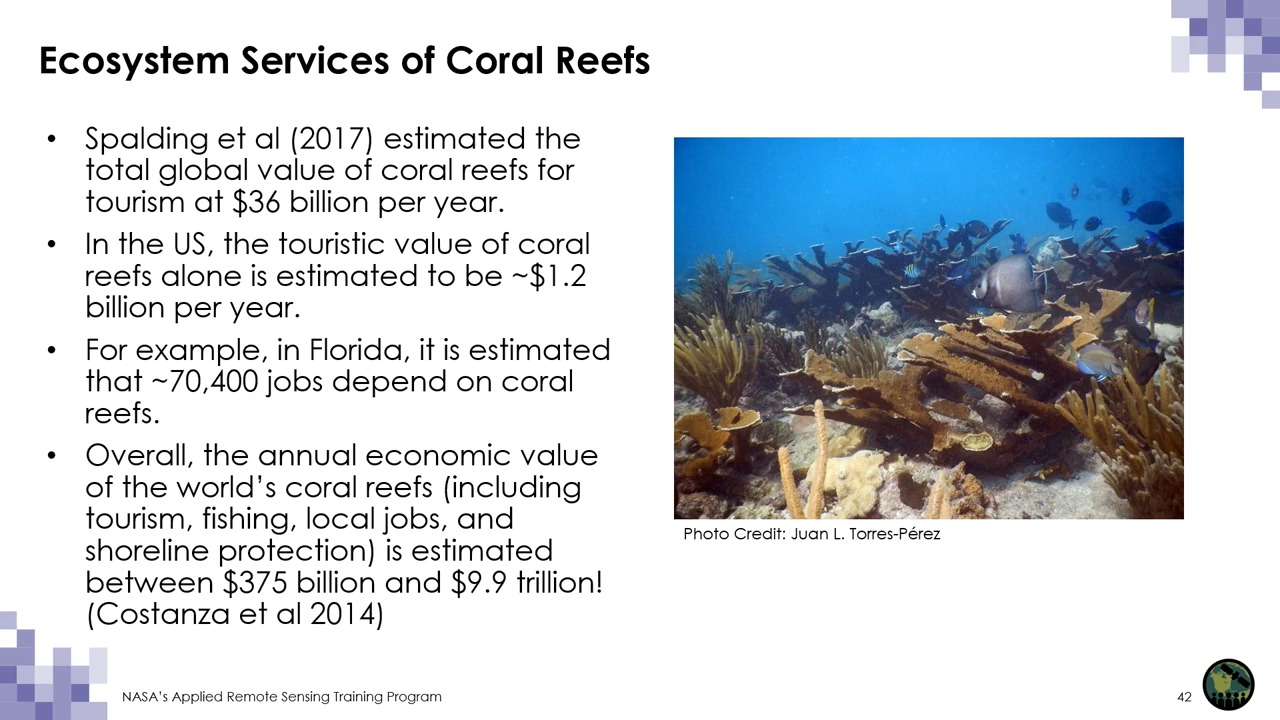 Ecosystem Services of Coral Reefs
• Spalding et al (2017) estimated the
total global value of coral reefs for
tourism at $36 billion per year.
• In the US, the touristic value of coral
reefs alone is estimated to be ~$1.2
billion per year.
• For example, in Florida, it is estimated
that ~70,400 jobs depend on coral
reefs.
• Overall, the annual economic value
of the world’s coral reefs (including
tourism, fishing, local jobs, and
shoreline protection) is estimated
between $375 billion and $9.9 trillion!
(Costanza et al 2014)
Photo Credit: Juan L. Torres-Pérez
NASA’s Applied Remote Sensing Training Program
42